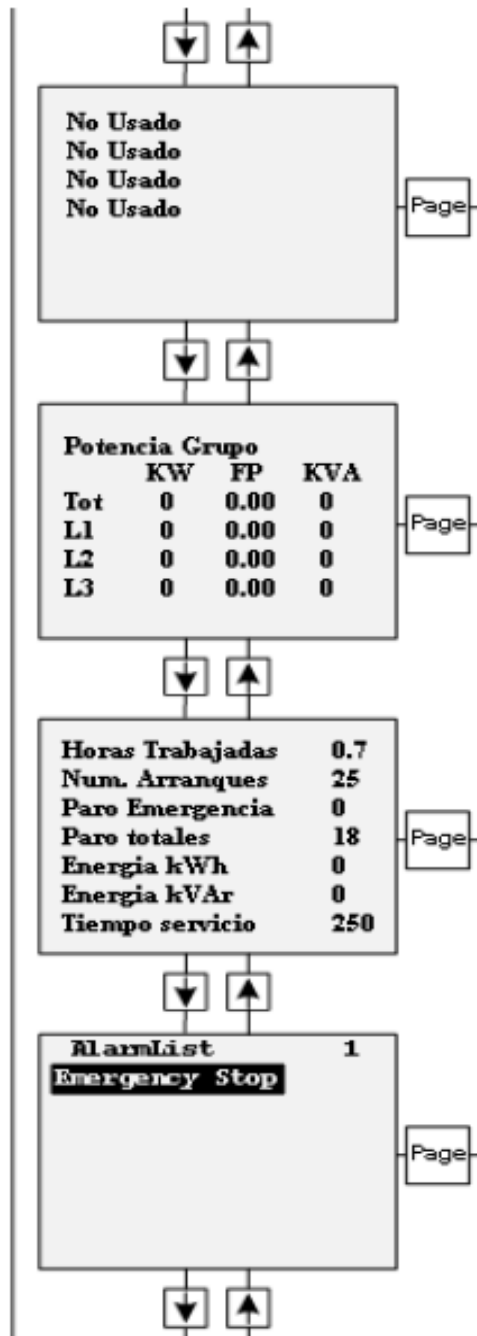 No Usado
No Usado
No Usado
No Usado
Page
Potencia Grupo
KW FP KVA
Tot 0 0.00 0
L1 0 0.00 0
L2 0 0.00 0
L3 0 0.00 0
Page
Horas Trabajadas 0.7
Num. Arranques 25
Paro Emergencia 0
Paro totales 18
Energia kWh 0
Energia kVAr 0
Tiempo servicio 250
Page
AlarmList 1
Emergency Stop
Page